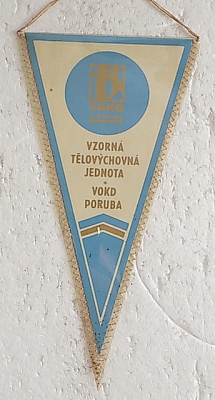 VZORNÁ
TĚLOVÝCHOVNÁ
JEDNOTA
•
VOKD
PORUBA